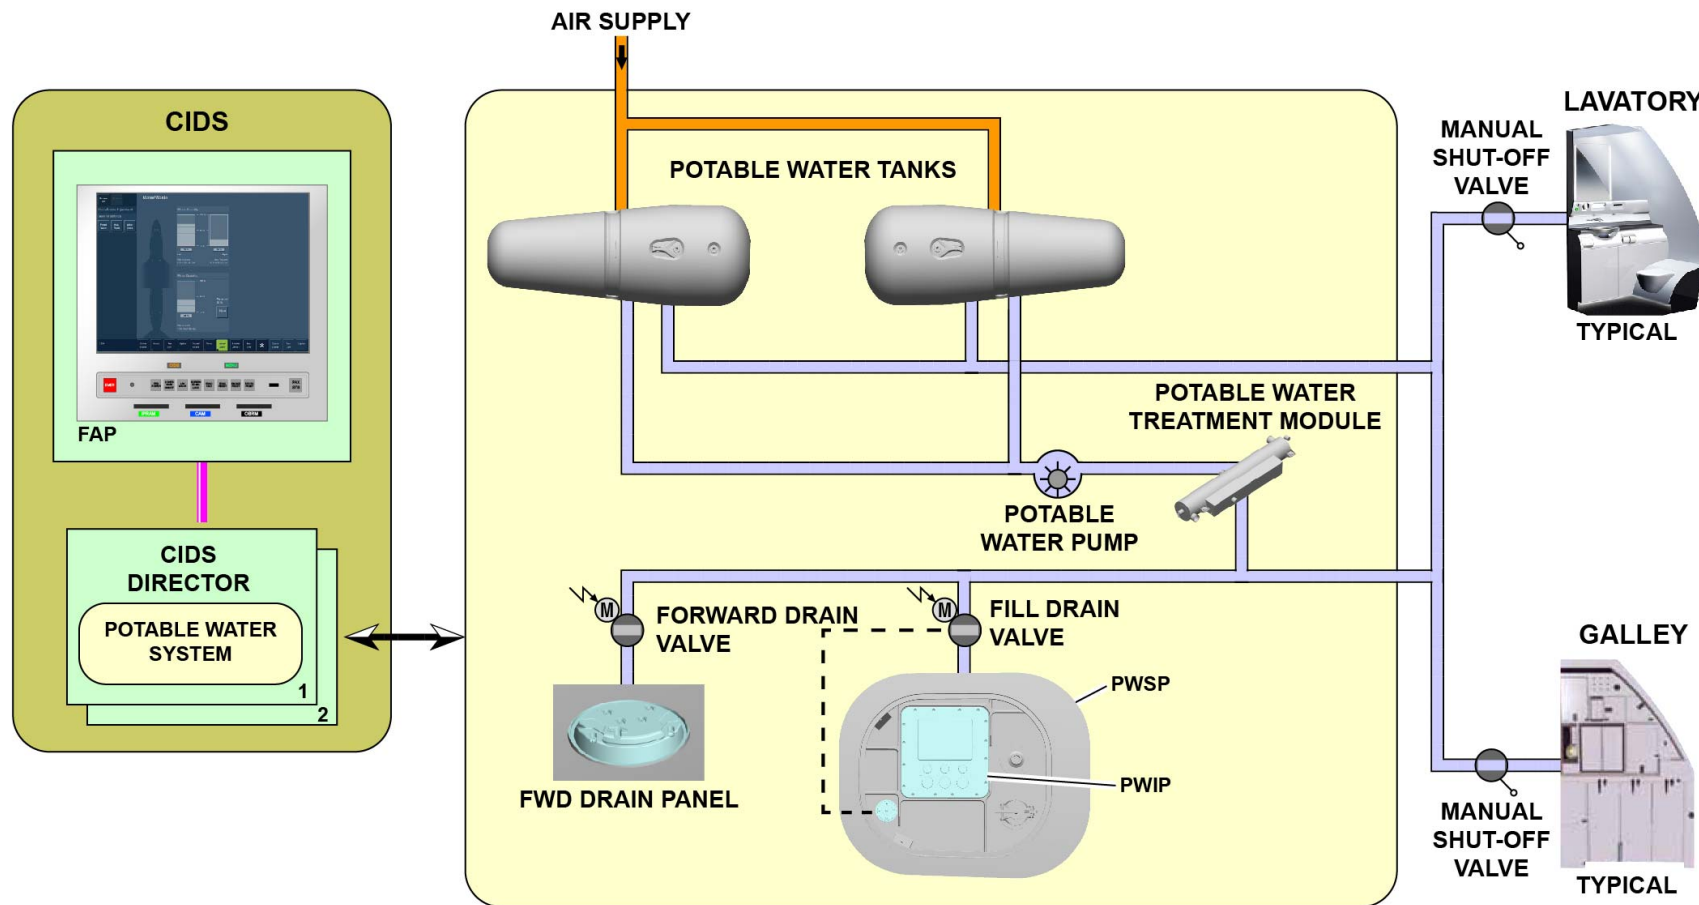 AIR SUPPLY
CIDS
FAP
CIDS
DIRECTOR
POTABLE WATER
SYSTEM
1
2
POTABLE WATER TANKS
POTABLE WATER
TREATMENT MODULE
POTABLE
WATER PUMP
M
FORWARD DRAIN
VALVE
M
FILL DRAIN
VALVE
FWD DRAIN PANEL
PWSP
PWIP
LAVATORY
MANUAL
SHUT-OFF
VALVE
TYPICAL
GALLEY
MANUAL
SHUT-OFF
VALVE
TYPICAL